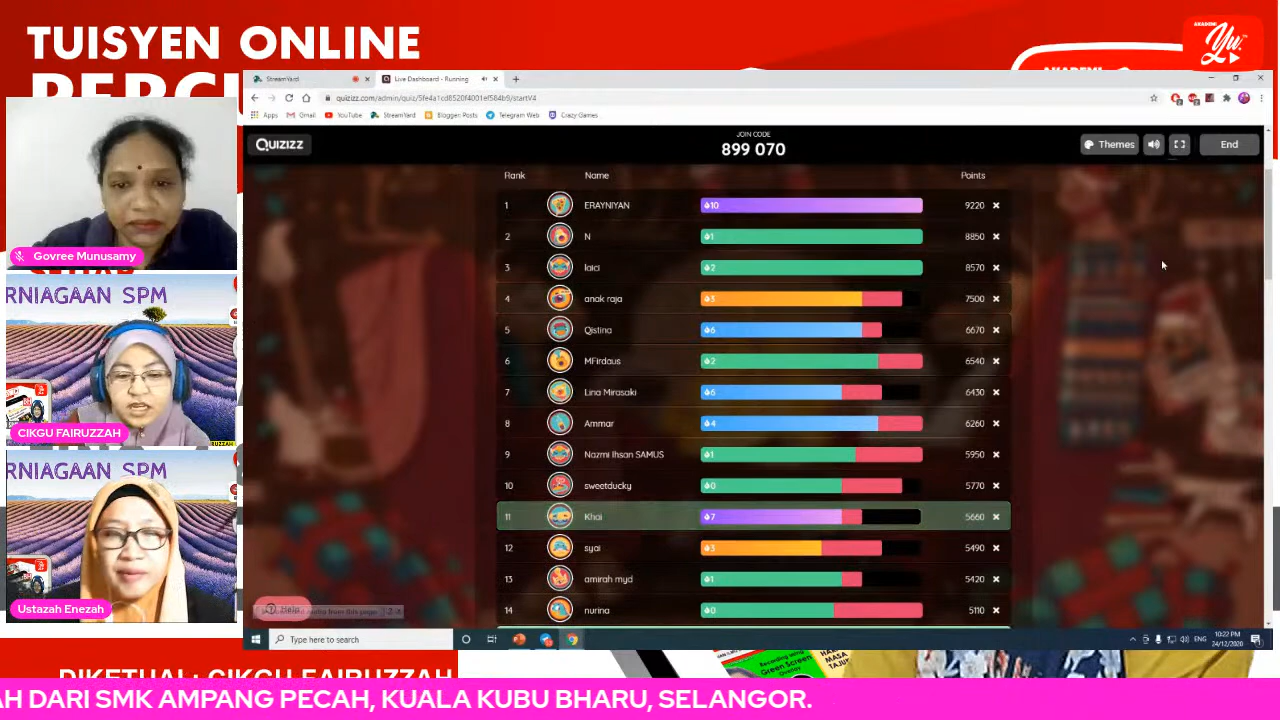 TUISYEN ONLINE
AKADEMI
Yu
StreamYard
Live Dashboard - Running
quizizz.com/admin/quiz/5fe4a1cd8520f4001ef584b9/startV4
Apps
Gmail
YouTube
StreamYard
Blogger: Posts
Telegram Web
Crazy Games
QUIZIZZ
JOIN CODE
899 070
Themes
End
Rank Name Points
1 ERAYNIYAN 10 9220
2 N 1 8850
3 laici 2 8570
4 anak raja 3 7500
5 Qistina 6 6670
6 MFirdaus 2 6540
7 Lina Mirasaki 6 6430
8 Ammar 4 6260
9 Nazmi Ihsan SAMUS 1 5950
10 sweetducky 0 5770
11 Khai 7 5660
12 syai 3 5490
13 amirah myd 1 5420
14 nurina 0 5110
Help
Govree Munusamy
RNIAGAAN SPM
CIKGU FAIRUZZAH
RNIAGAAN SPM
Ustazah Enezah
Type here to search
ENG
10:22 PM
24/12/2020
DIKETUAI: CIKGU FAIRUZZAH
AH DARI SMK AMPANG PECAH, KUALA KUBU BHARU, SELANGOR.